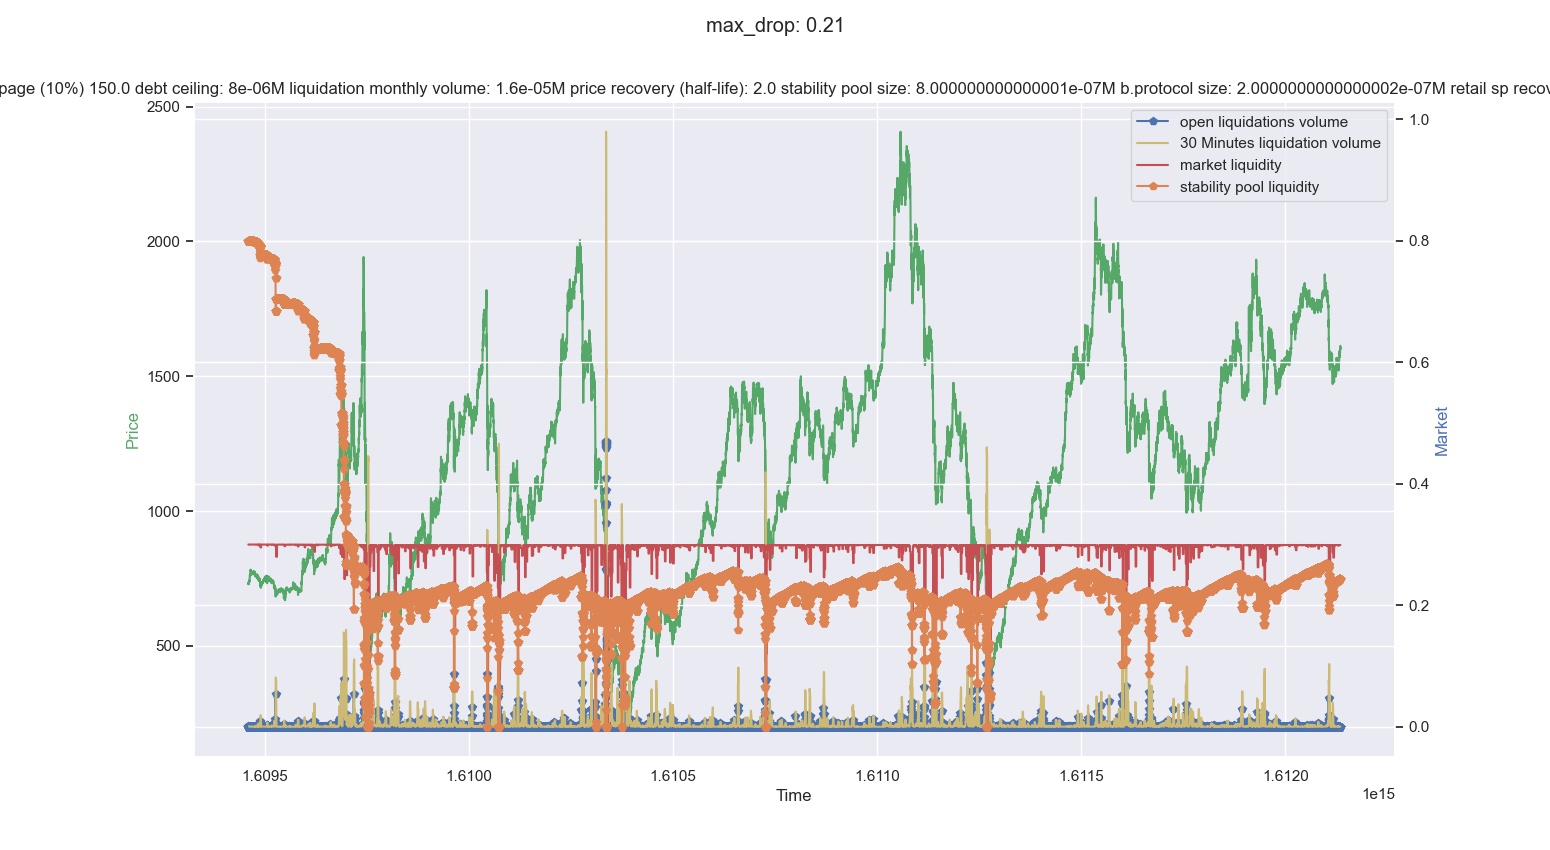 max_drop: 0.21
page (10%) 150.0 debt ceiling: 8e-06M liquidation monthly volume: 1.6e-05M price recovery (half-life): 2.0 stability pool size: 8.000000000000001e-07M b.protocol size: 2.0000000000000002e-07M retail sp recov
2500
2000
1500
1000
500
Price
1.0
0.8
0.6
0.4
0.2
0.0
Market
open liquidations volume
30 Minutes liquidation volume
market liquidity
stability pool liquidity
1.6095 1.6100 1.6105 1.6110 1.6115 1.6120
Time
1e15